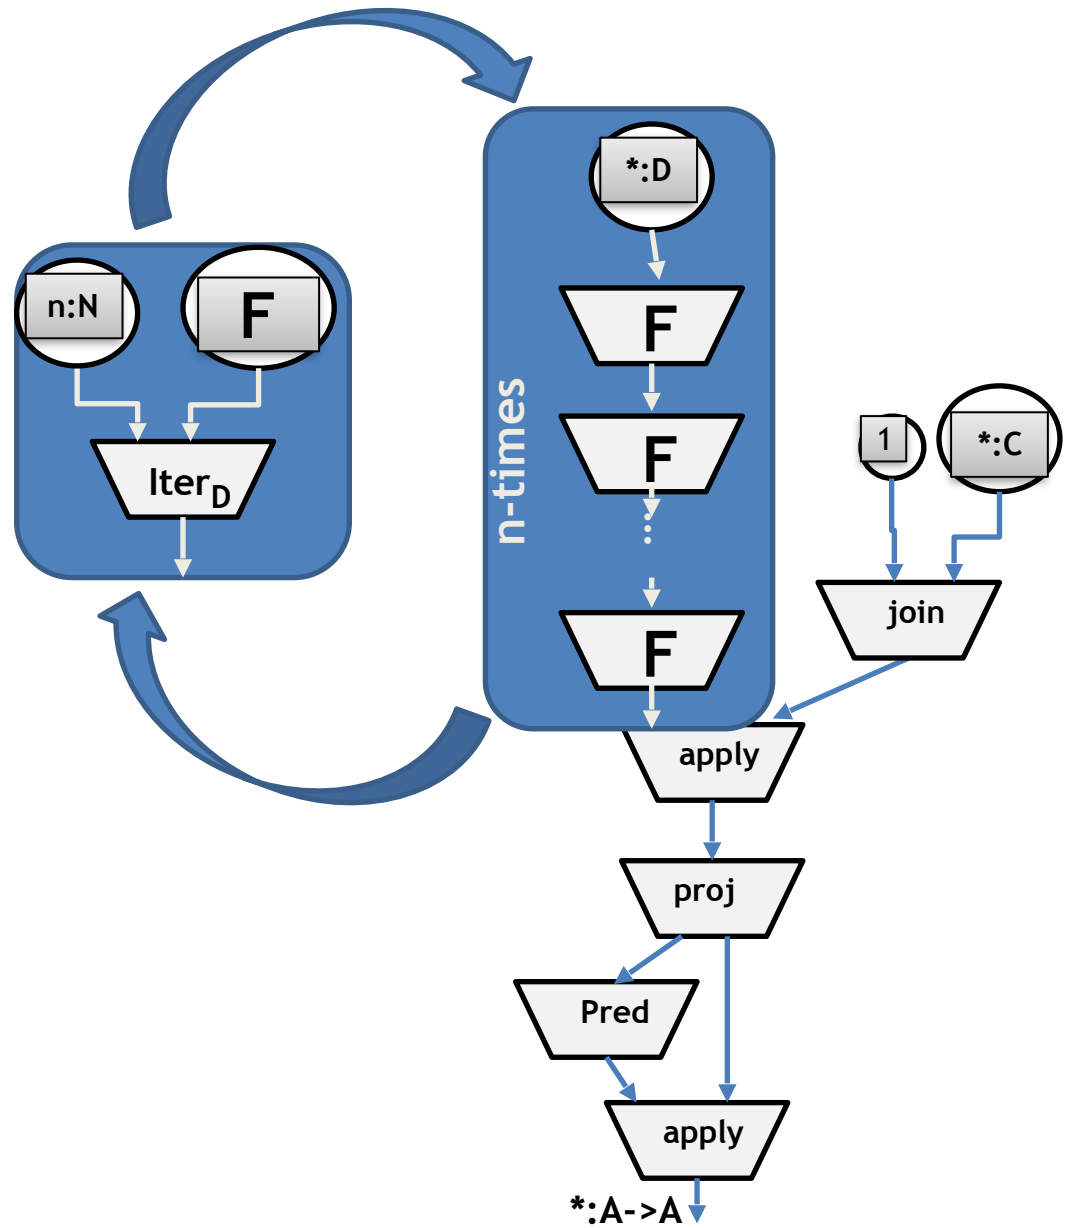 *:D
n:N
F
F
n-times
F
1
*:C
Iter_D
...
join
F
apply
proj
Pred
apply
*:A->A